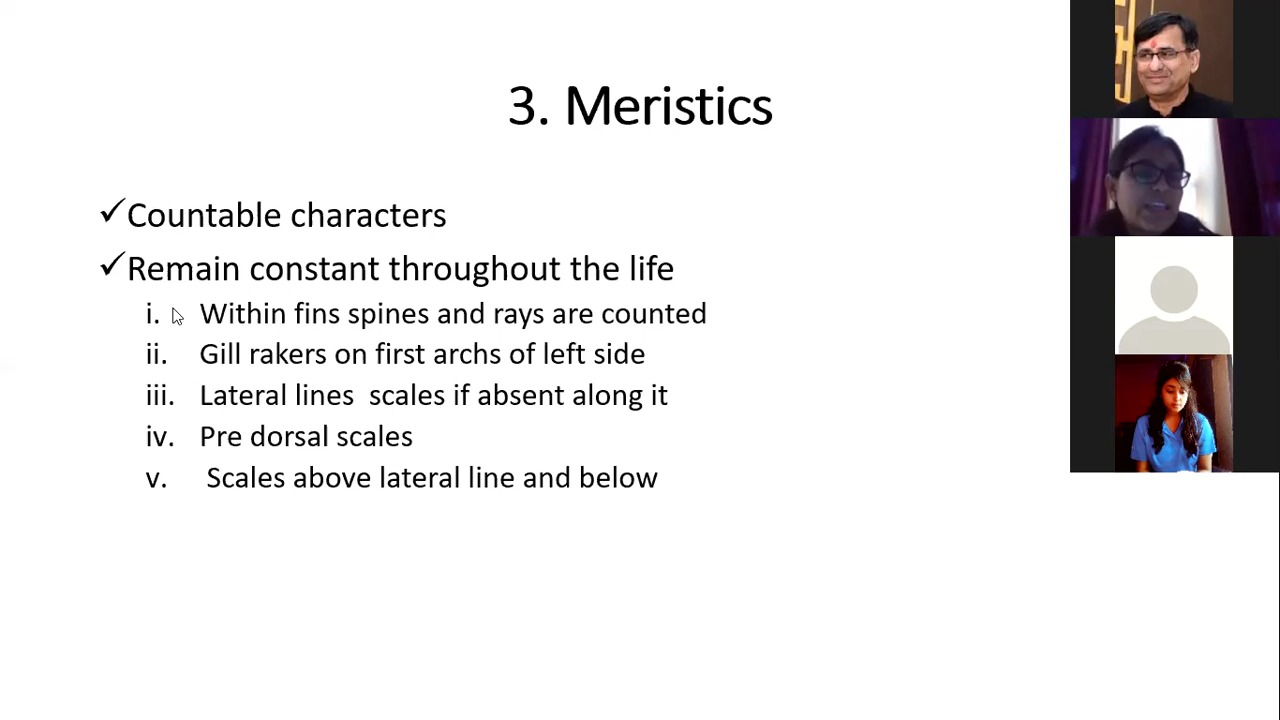 3. Meristics
✓Countable characters
✓Remain constant throughout the life
i. Within fins spines and rays are counted
ii. Gill rakers on first archs of left side
iii. Lateral lines scales if absent along it
iv. Pre dorsal scales
v. Scales above lateral line and below